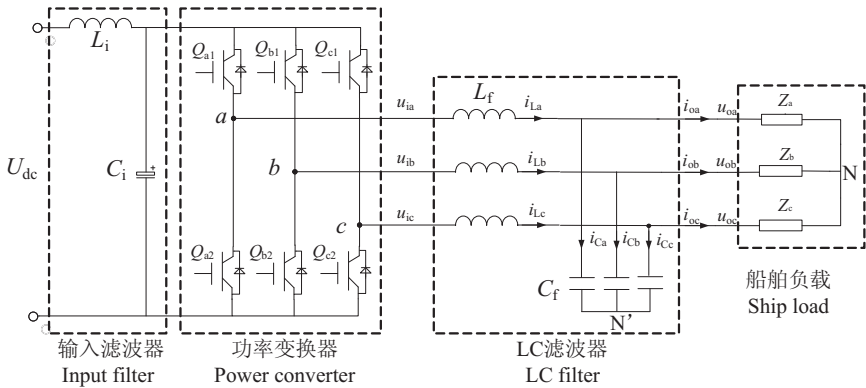 Q_a1 Q_b1 Q_c1
L_i
L_f
u_ia i_La i_oa u_oa Z_a
a
U_dc
C_i
b
u_ib i_Lb i_ob u_ob Z_b
N
c
u_ic i_Lc i_oc u_oc Z_c
Q_a2 Q_b2 Q_c2
i_Ca i_Cb i_Cc
C_f
N’
+
船舶负载
Ship load
输入滤波器
Input filter
功率变换器
Power converter
LC滤波器
LC filter